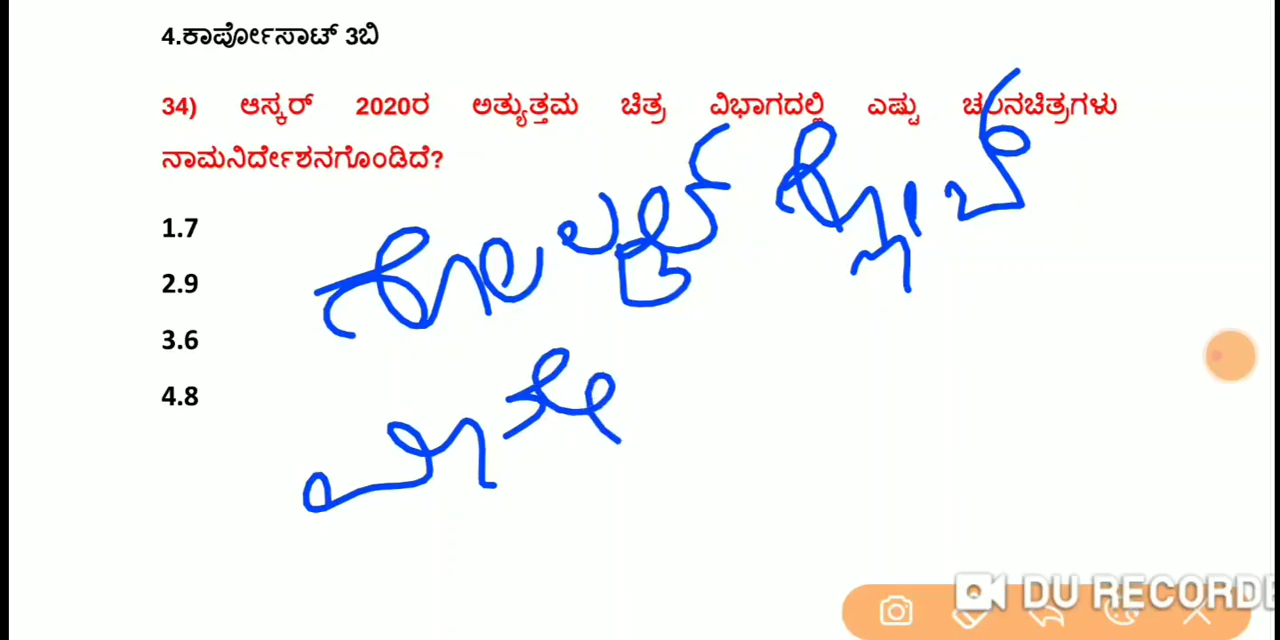 4.ಕಾರ್ಪೋಸಾಟ್ 3ಬಿ
34) ಆಸ್ಕರ್ 2020ರ ಅತ್ಯುತ್ತಮ ಚಿತ್ರ ವಿಭಾಗದಲ್ಲಿ ಎಷ್ಟು ಚಲನಚಿತ್ರಗಳು
ನಾಮನಿರ್ದೇಶನಗೊಂಡಿದೆ?
1.7
2.9
3.6
4.8
DU RECORDE